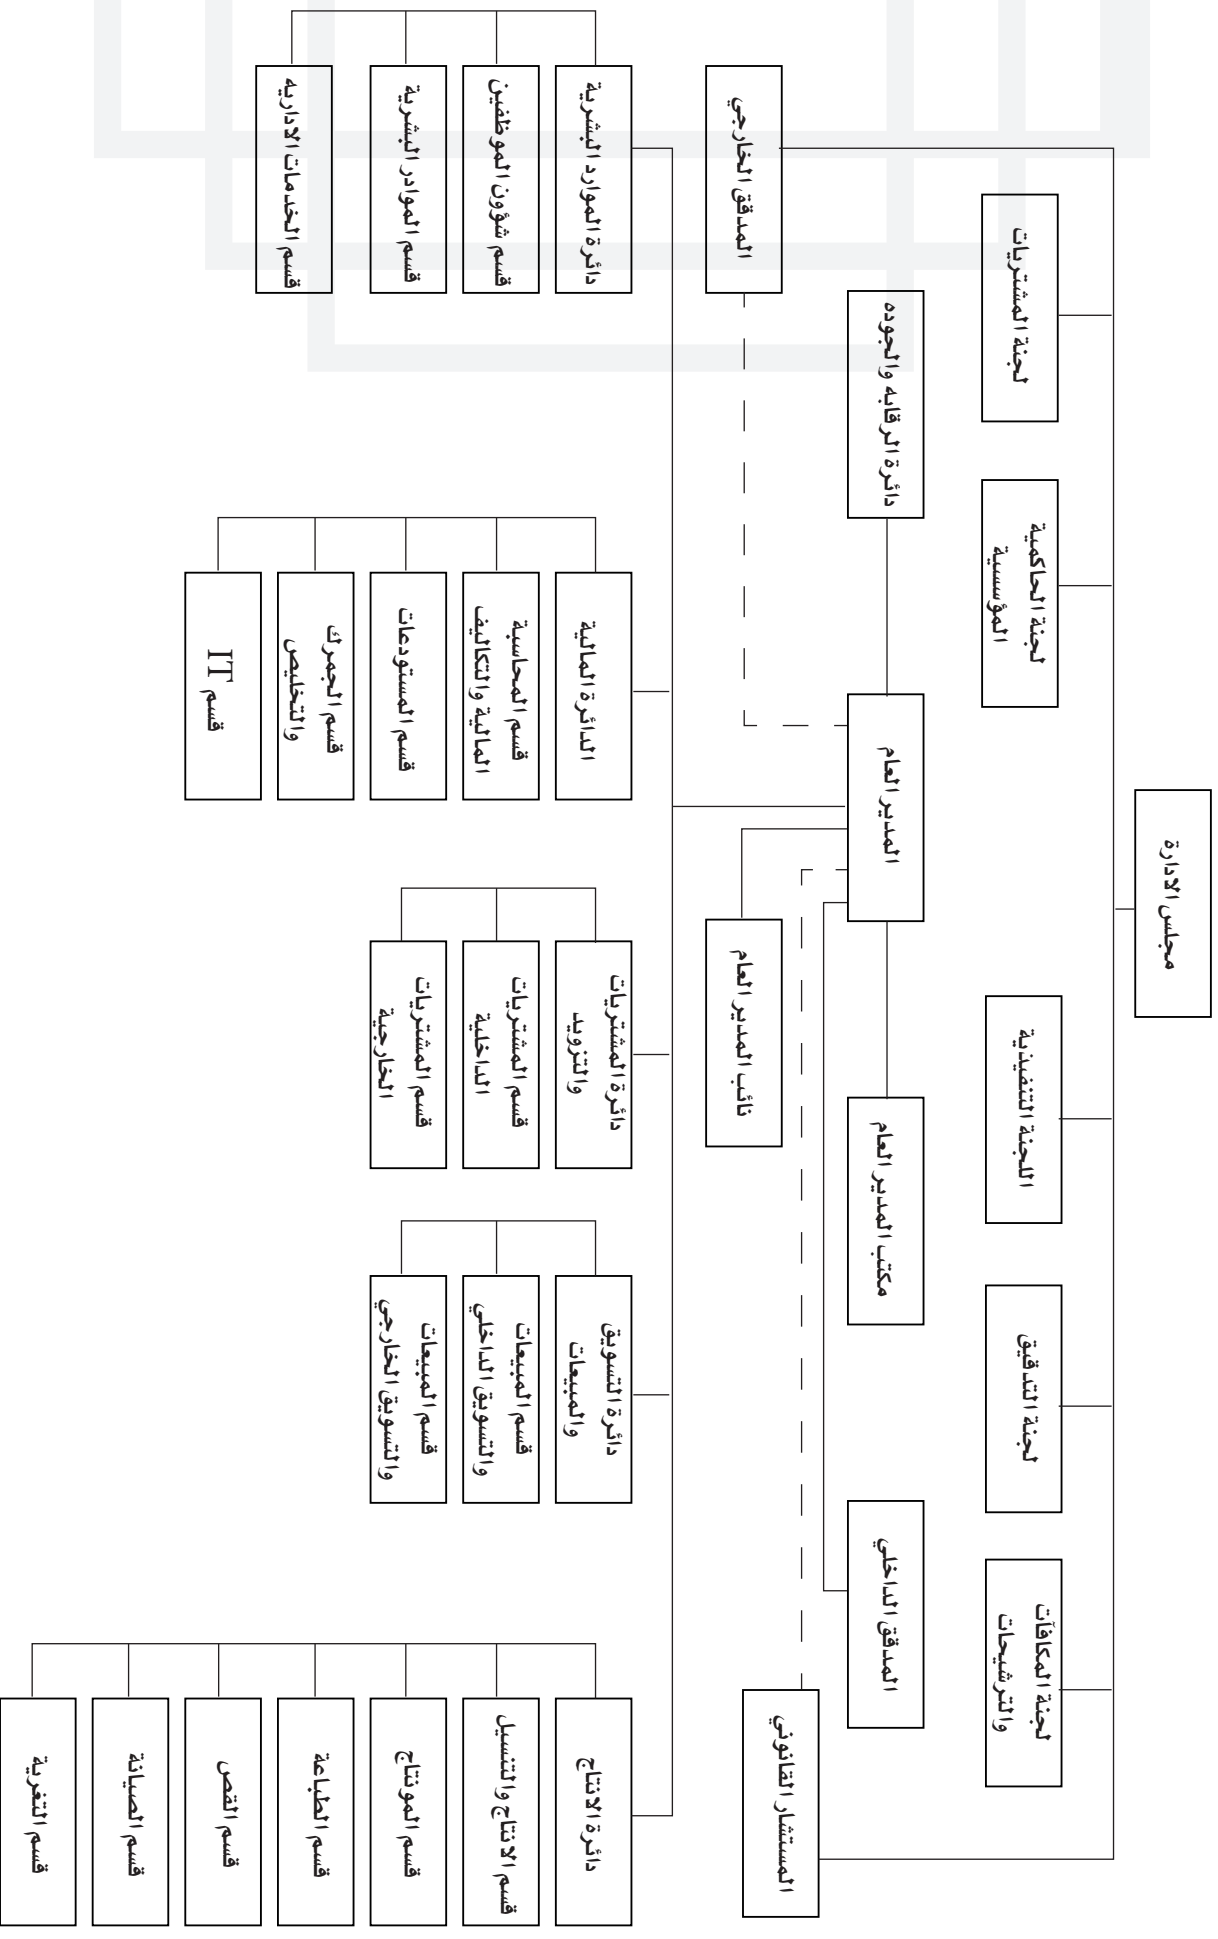 مجلس الادارة
لجنة المكافآت
والترشيحات
لجنة التدقيق
اللجنة التنفيذية
لجنة الحاكمية
المؤسسية
لجنة المشتريات
المدقق الداخلي
مكتب المدير العام
المدير العام
دائرة الرقابه والجوده
المستشار القانوني
نائب المدير العام
المدقق الخارجي
دائرة الانتاج
قسم الانتاج والتنسيل
قسم المونتاج
قسم الطباعة
قسم القص
قسم الصيانة
قسم التغرية
دائرة التسويق
والمبيعات
قسم المبيعات
والتسويق الداخلي
قسم المبيعات
والتسويق الخارجي
دائرة المشتريات
والتزويد
قسم المشتريات
الداخلية
قسم المشتريات
الخارجية
الدائرة المالية
قسم المحاسبة
المالية والتكاليف
قسم المستودعات
قسم الجمرك
والتخليص
قسم IT
دائرة الموارد البشرية
قسم شؤون الموظفين
قسم الموادر البشرية
قسم الخدمات الاداريه